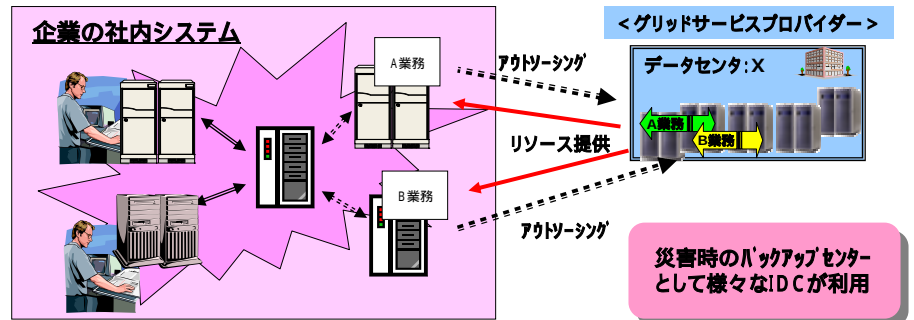 企業の社内システム
A業務
B業務
アウトソーシング
リソース提供
アウトソーシング
＜グリッドサービスプロバイダー＞
データセンタ：X
A業務
B業務
災害時のバックアップセンター
として様々なIDCが利用